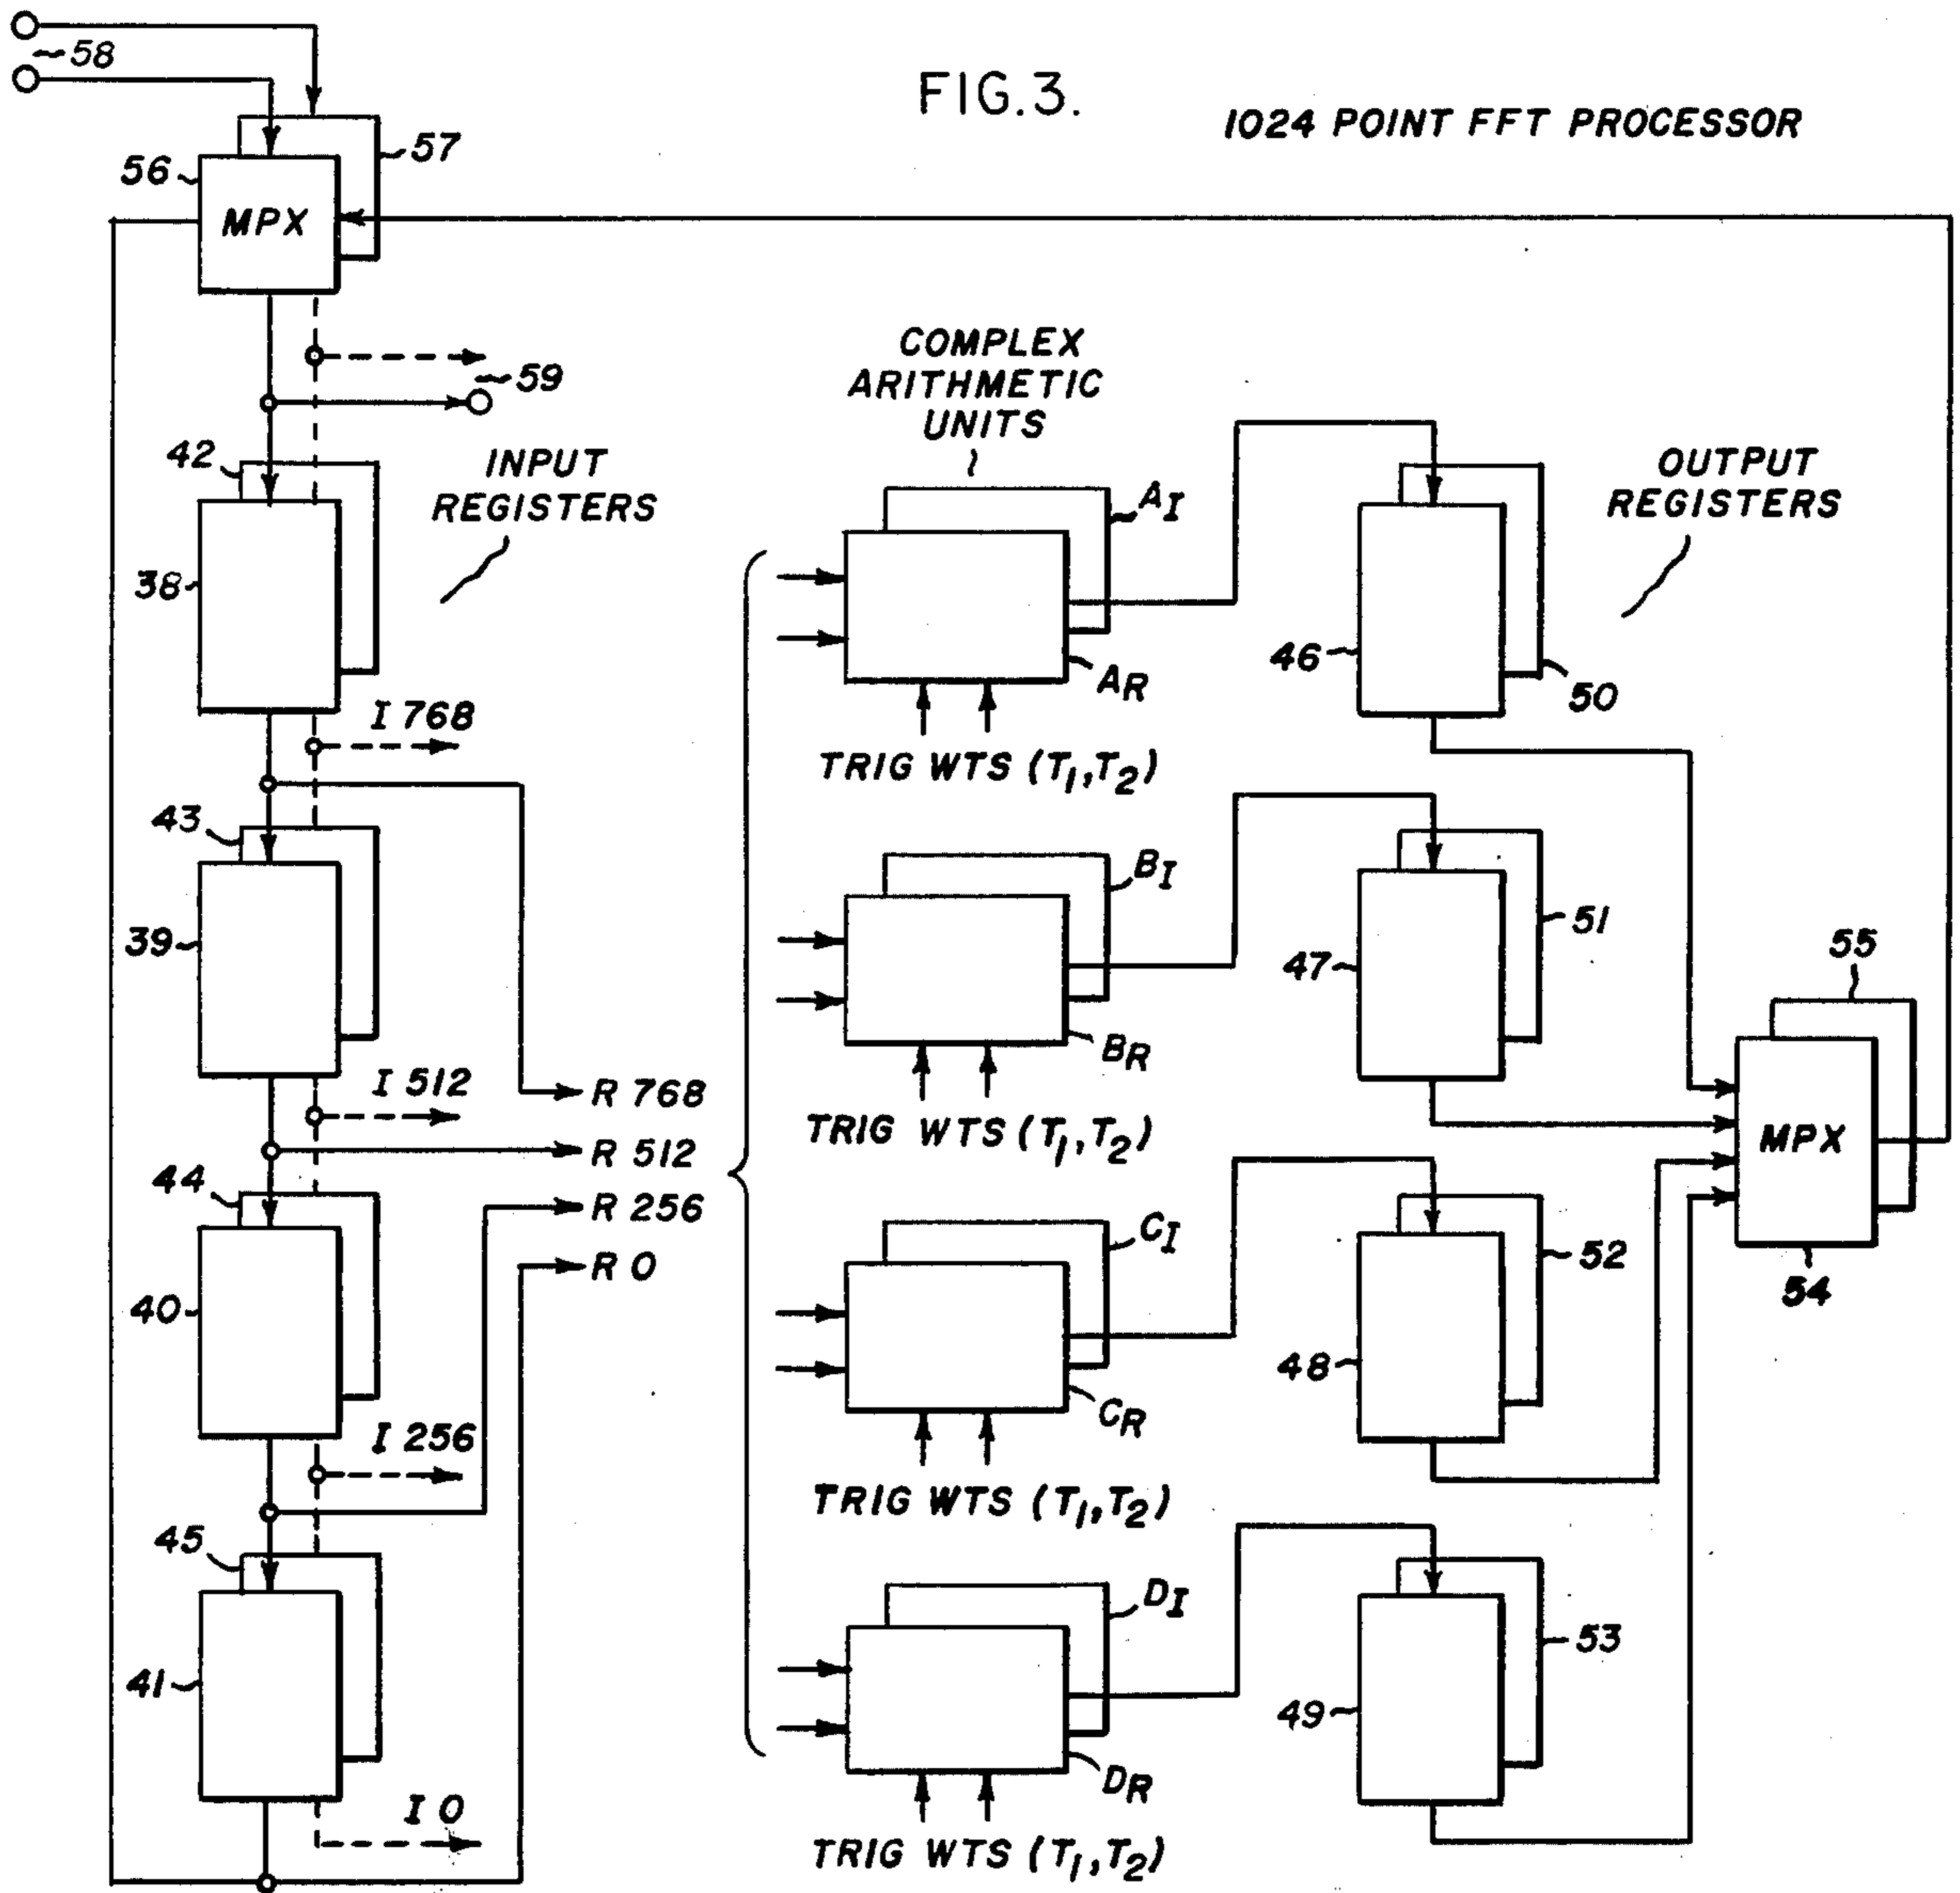 58
FIG.3.
1024 POINT FFT PROCESSOR
57
56
MPX
COMPLEX
ARITHMETIC
UNITS
59
42
INPUT
REGISTERS
OUTPUT
REGISTERS
AI
38
46
AR
50
I 768
TRIG WTS (T1,T2)
43
BI
51
39
47
55
BR
I 512
R 768
TRIG WTS (T1,T2)
R 512
MPX
44
R 256
CI
52
R 0
54
40
48
CR
I 256
TRIG WTS (T1,T2)
45
DI
53
41
49
DR
I 0
TRIG WTS (T1,T2)